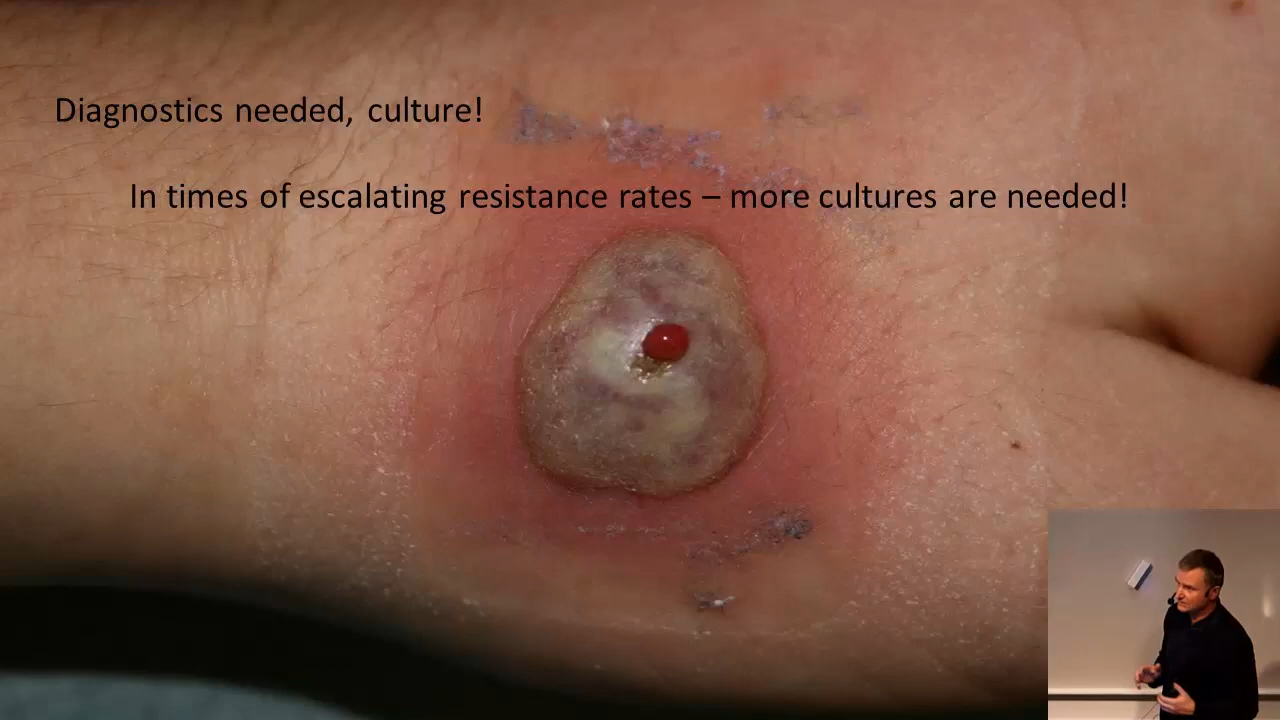 Diagnostics needed, culture!
In times of escalating resistance rates – more cultures are needed!